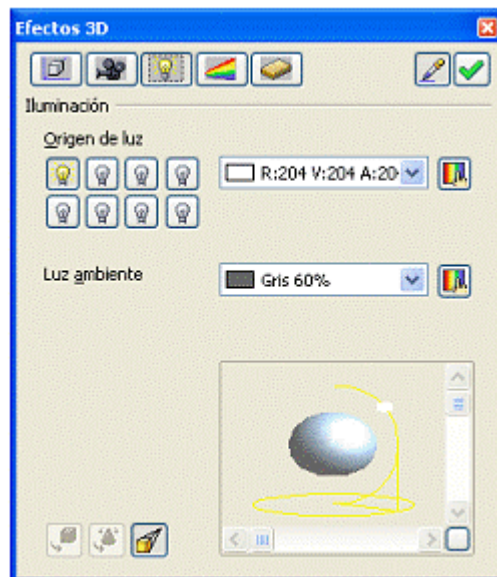 Efectos 3D
Iluminación
Origen de luz
R:204 V:204 A:20
Luz ambiente
Gris 60%